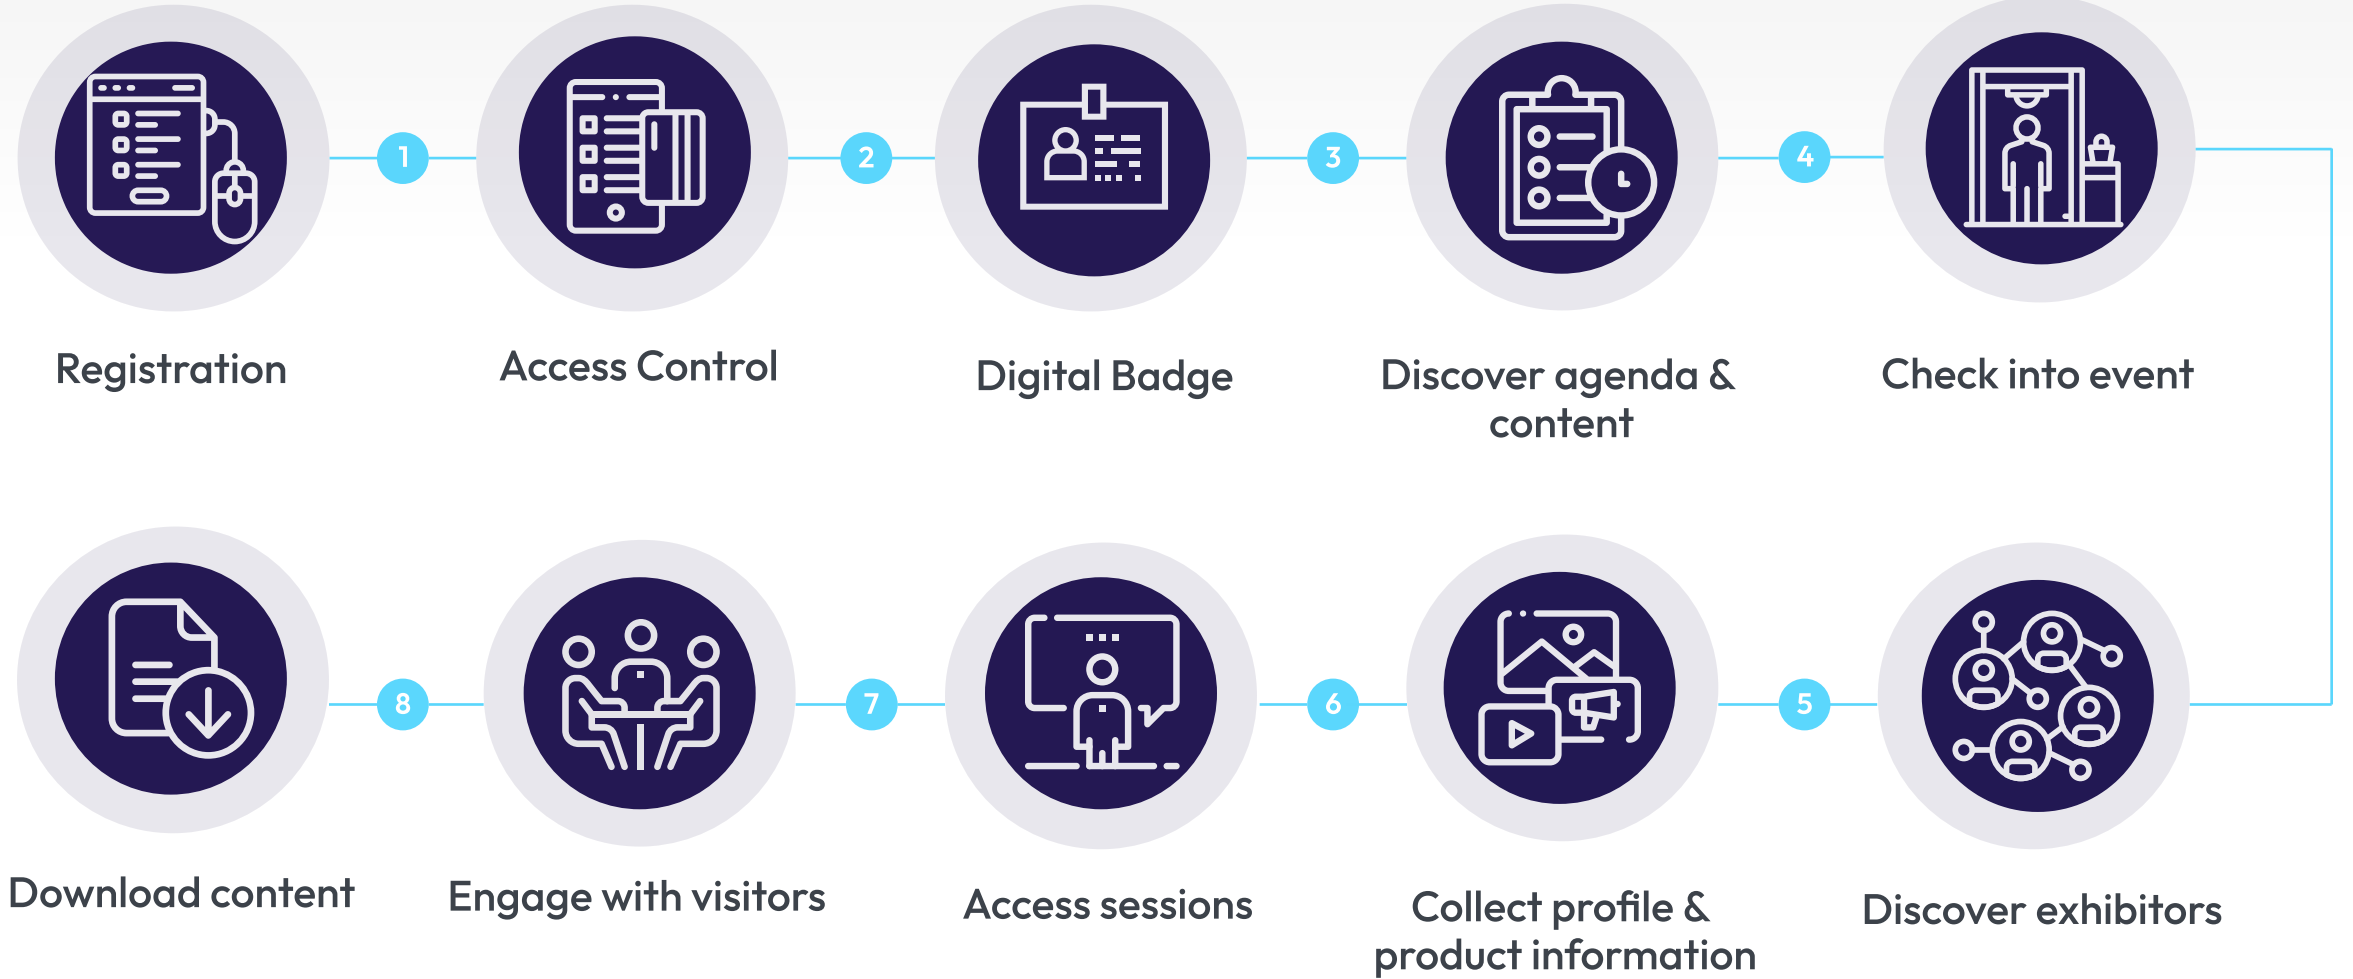 1
2
3
4
Registration
Access Control
Digital Badge
Discover agenda &
content
Check into event
8
7
6
5
Download content
Engage with visitors
Access sessions
Collect profile &
product information
Discover exhibitors